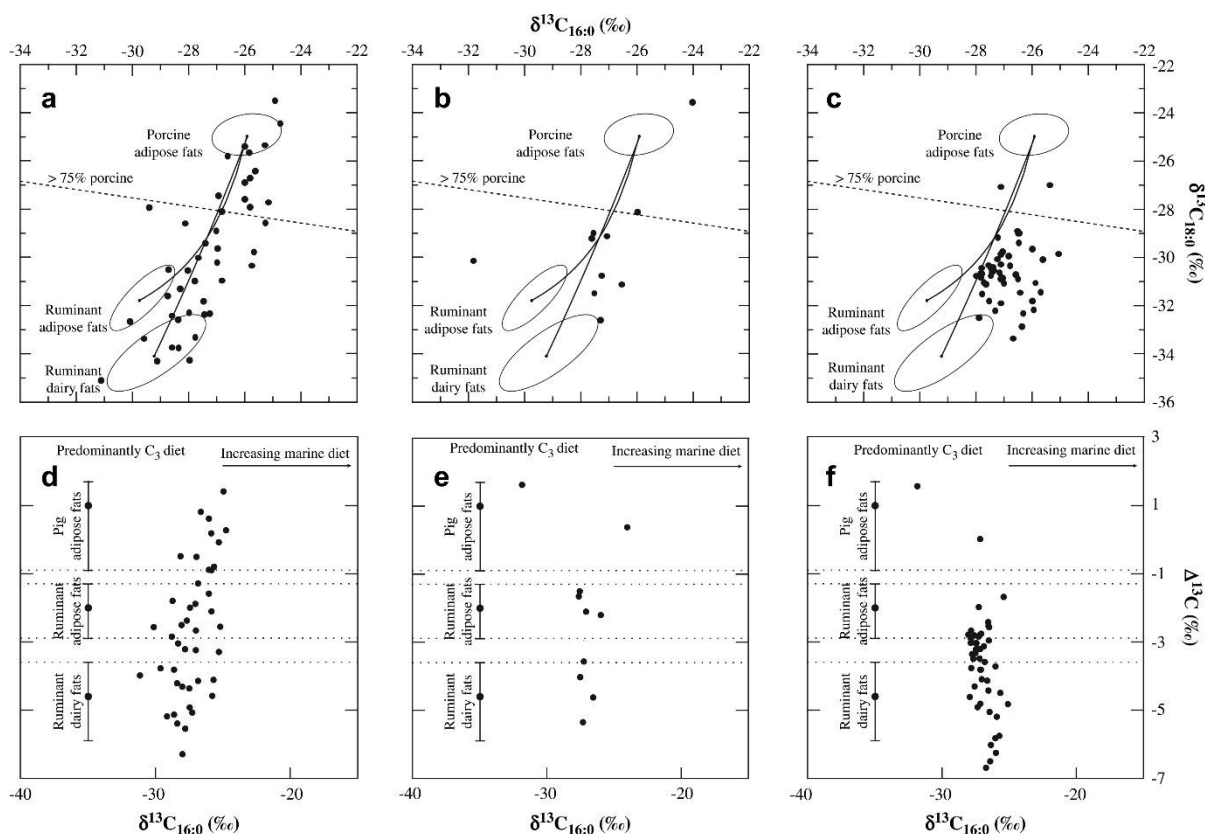 δ¹³C₁₆:₀ (‰)
-34 -32 -30 -28 -26 -24 -22
-34 -32 -30 -28 -26 -24 -22
-34 -32 -30 -28 -26 -24 -22
a
Porcine
adipose fats
> 75% porcine
Ruminant
adipose fats
Ruminant
dairy fats
b
Porcine
adipose fats
> 75% porcine
Ruminant
adipose fats
Ruminant
dairy fats
c
Porcine
adipose fats
> 75% porcine
Ruminant
adipose fats
Ruminant
dairy fats
-22
-24
-26
-28
-30
-32
-34
-36
δ¹³C₁₈:₀ (‰)
d
Predominantly C₃ diet
Increasing marine diet
Pig
adipose fats
Ruminant
adipose fats
Ruminant
dairy fats
e
Predominantly C₃ diet
Increasing marine diet
Pig
adipose fats
Ruminant
adipose fats
Ruminant
dairy fats
f
Predominantly C₃ diet
Increasing marine diet
Pig
adipose fats
Ruminant
adipose fats
Ruminant
dairy fats
3
1
-1
-3
-5
-7
Δ¹³C (‰)
-40 -30 -20
-40 -30 -20
-40 -30 -20
δ¹³C₁₆:₀ (‰)
δ¹³C₁₆:₀ (‰)
δ¹³C₁₆:₀ (‰)